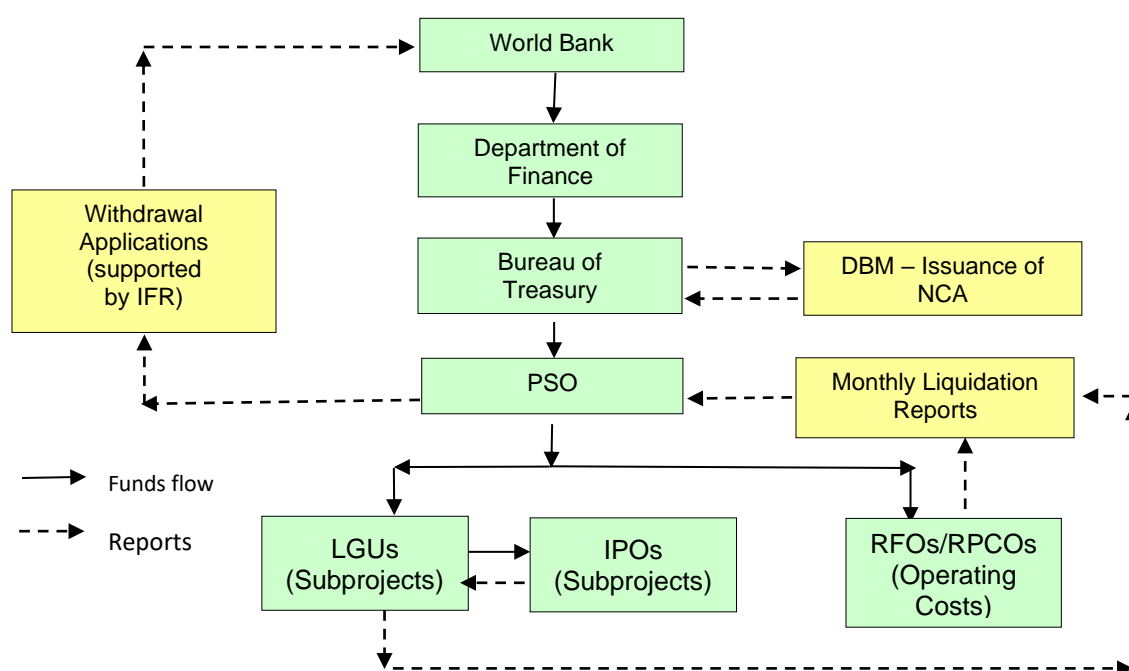 World Bank
Department of
Finance
Withdrawal
Applications
(supported
by IFR)
Bureau of
Treasury
DBM – Issuance of
NCA
PSO
Monthly Liquidation
Reports
Funds flow
Reports
LGUs
(Subprojects)
IPOs
(Subprojects)
RFOs/RPCOs
(Operating
Costs)